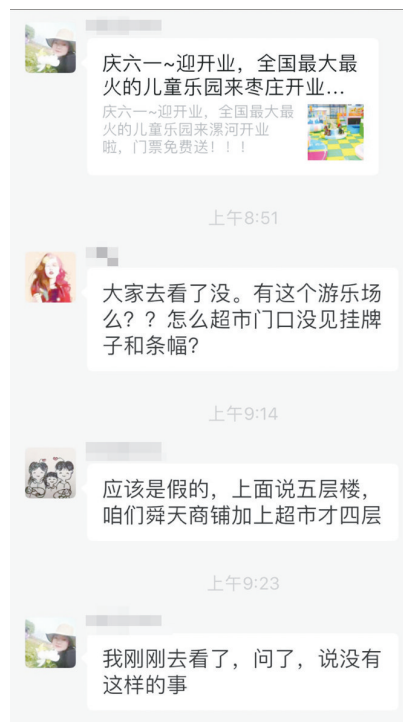 庆六一~迎开业，全国最大最
火的儿童乐园来枣庄开业...
庆六一~迎开业，全国最大最
火的儿童乐园来漯河开业
啦，门票免费送！！！
上午8:51
大家去看了没。有这个游乐场
么？？怎么超市门口没见挂牌
子和条幅？
上午9:14
应该是假的，上面说五层楼，
咱们舜天商铺加上超市才四层
上午9:23
我刚刚去看了，问了，说没有
这样的事